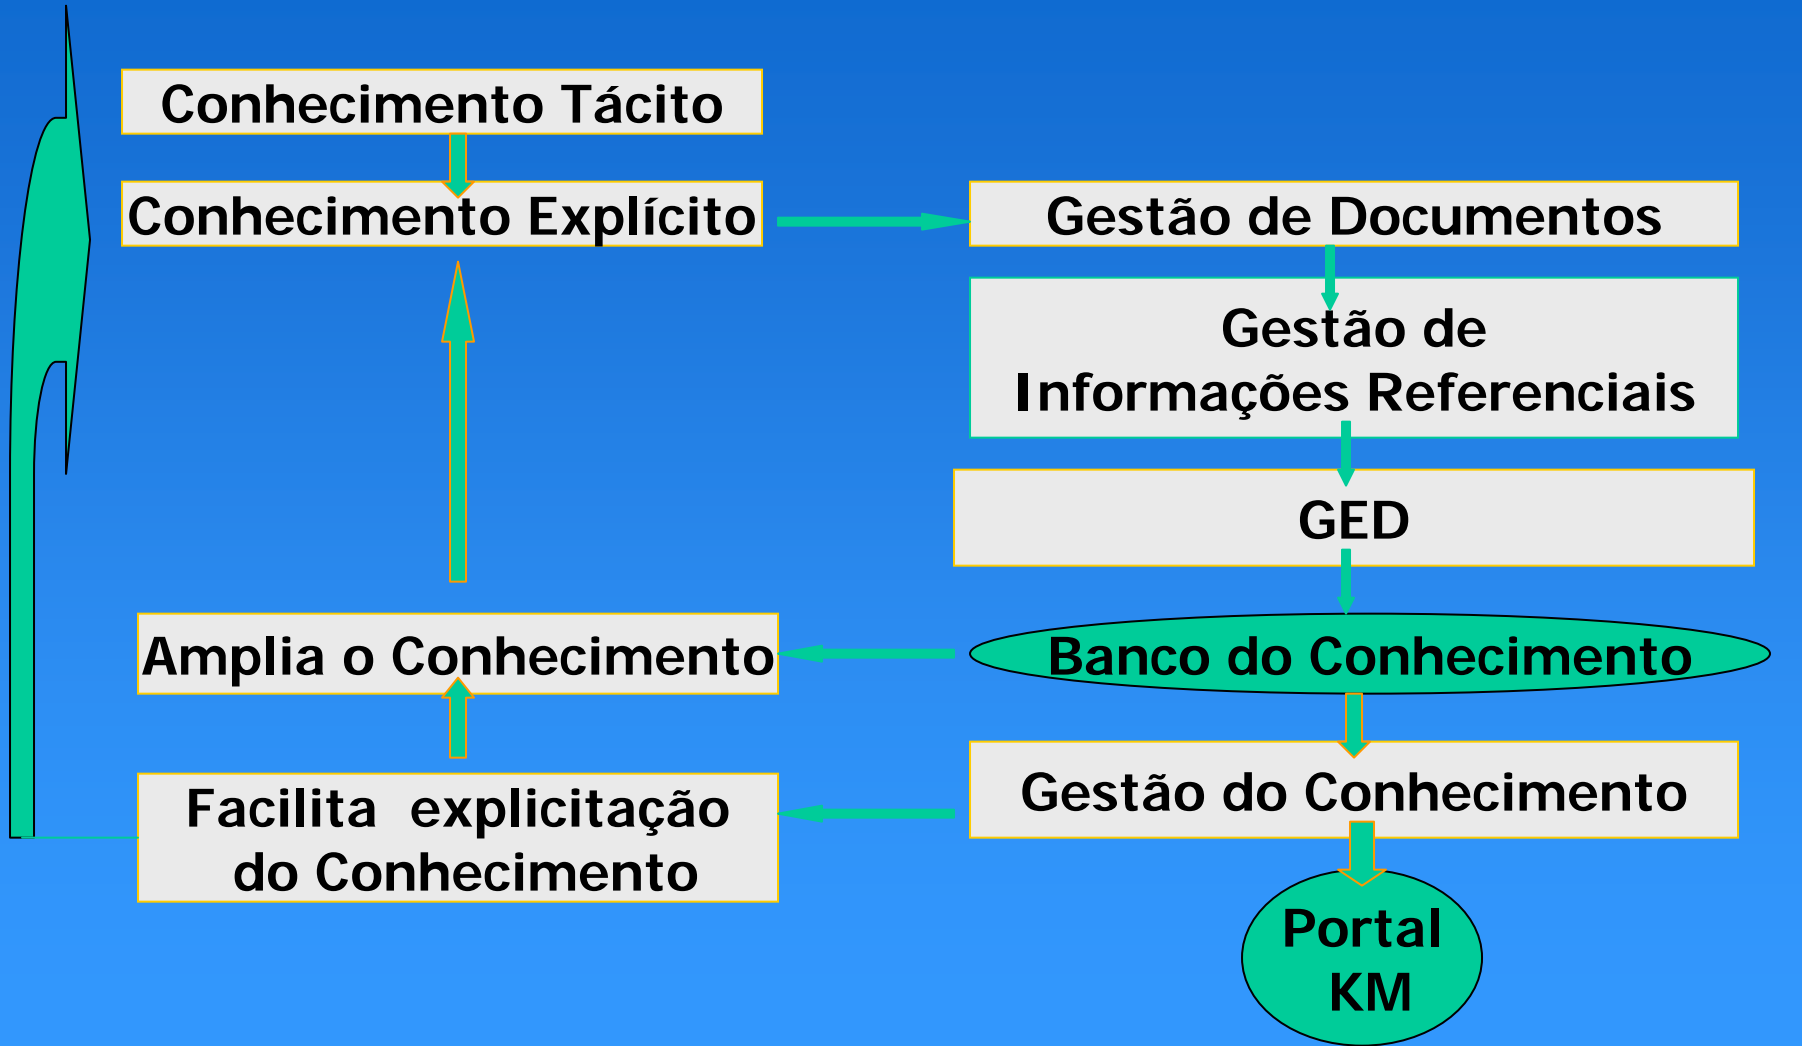 Conhecimento Tácito
Conhecimento Explícito
Gestão de Documentos
Gestão de
Informações Referenciais
GED
Amplia o Conhecimento
Banco do Conhecimento
Gestão do Conhecimento
Facilita explicitação
do Conhecimento
Portal
KM